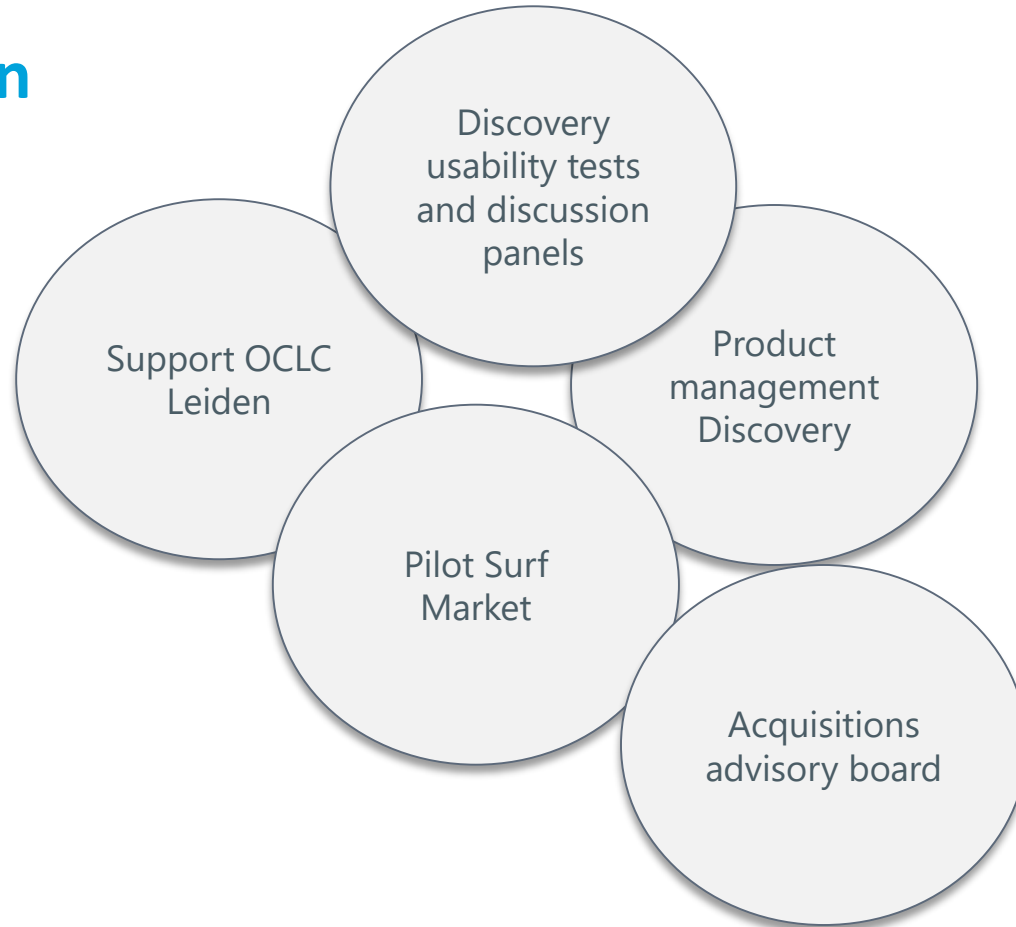 n
Discovery
usability tests
and discussion
panels
Support OCLC
Leiden
Product
management
Discovery
Pilot Surf
Market
Acquisitions
advisory board